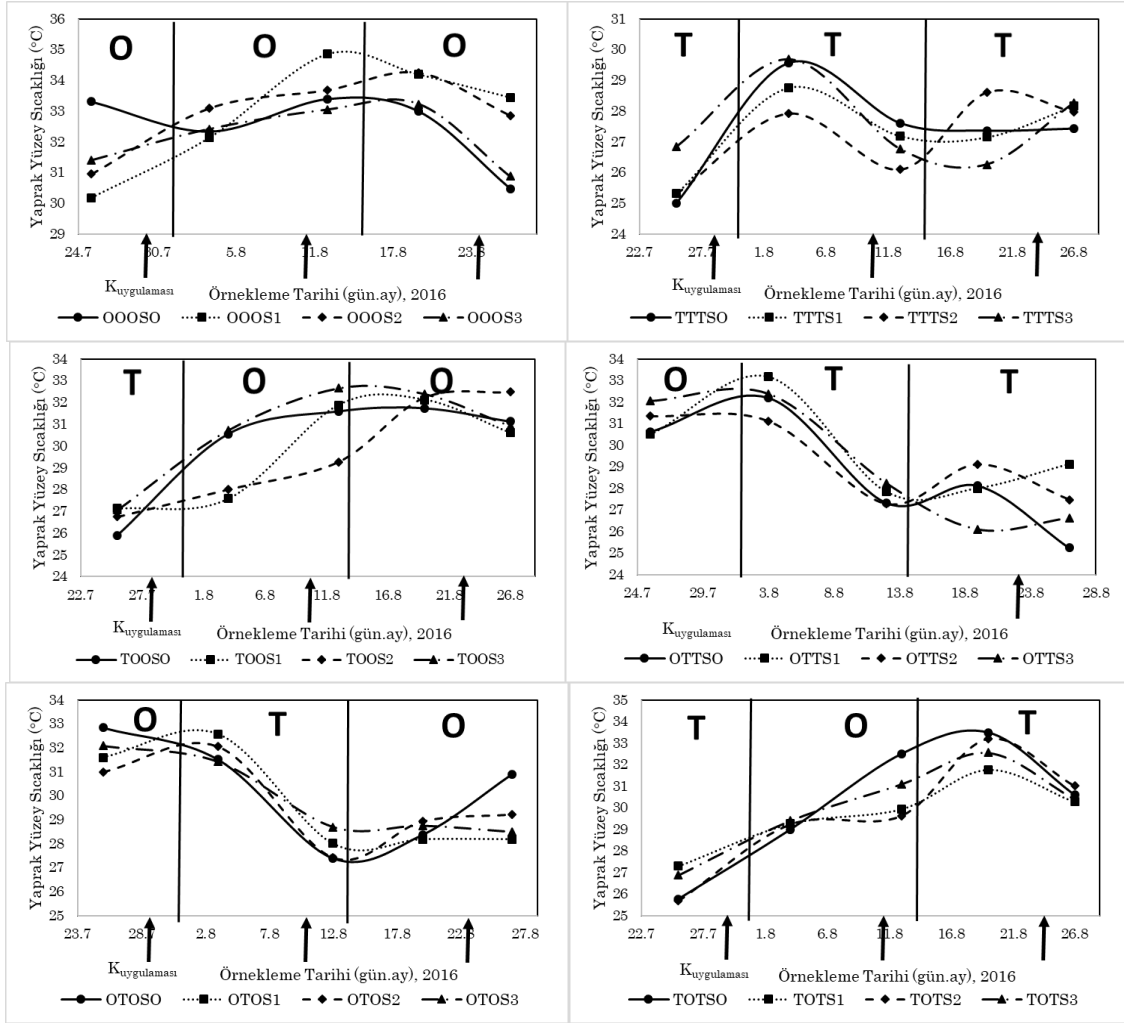 Yaprak Yüzey Sıcaklığı (°C)
36
35
34
33
32
31
30
29
O O O
24.7 30.7 5.8 11.8 17.8 23.8
Kuygulaması
Örnekleme Tarihi (gün.ay), 2016
OOOSO OOOS1 OOOS2 OOOS3
Yaprak Yüzey Sıcaklığı (°C)
31
30
29
28
27
26
25
24
T T T
22.7 27.7 1.8 6.8 11.8 16.8 21.8 26.8
Kuygulaması
Örnekleme Tarihi (gün.ay), 2016
TTTSO TTTS1 TTTS2 TTTS3
Yaprak Yüzey Sıcaklığı (°C)
34
33
32
31
30
29
28
27
26
25
24
T O O
22.7 27.7 1.8 6.8 11.8 16.8 21.8 26.8
Kuygulaması
Örnekleme Tarihi (gün.ay), 2016
TOOSO TOOS1 TOOS2 TOOS3
Yaprak Yüzey Sıcaklığı (°C)
34
33
32
31
30
29
28
27
26
25
24
O T T
24.7 29.7 3.8 8.8 13.8 18.8 23.8 28.8
Kuygulaması
Örnekleme Tarihi (gün.ay), 2016
OTTSO OTTS1 OTTS2 OTTS3
Yaprak Yüzey Sıcaklığı (°C)
34
33
32
31
30
29
28
27
26
25
O T O
23.7 28.7 2.8 7.8 12.8 17.8 22.8 27.8
Kuygulaması
Örnekleme Tarihi (gün.ay), 2016
OTOSO OTOS1 OTOS2 OTOS3
Yaprak Yüzey Sıcaklığı (°C)
35
34
33
32
31
30
29
28
27
26
25
T O T
22.7 27.7 1.8 6.8 11.8 16.8 21.8 26.8
Kuygulaması
Örnekleme Tarihi (gün.ay), 2016
TOTSO TOTS1 TOTS2 TOTS3